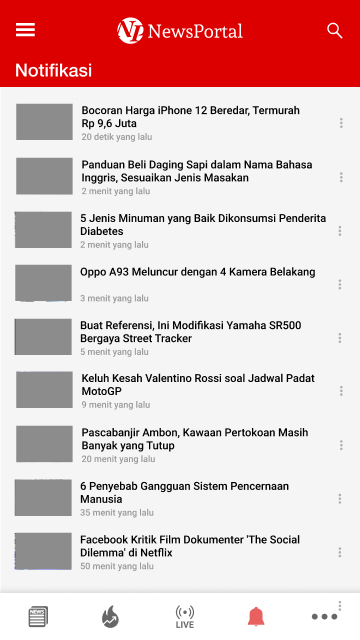 NewsPortal
Notifikasi
Bocoran Harga iPhone 12 Beredar, Termurah
Rp 9,6 Juta
20 detik yang lalu
Panduan Beli Daging Sapi dalam Nama Bahasa
Inggris, Sesuaikan Jenis Masakan
2 menit yang lalu
5 Jenis Minuman yang Baik Dikonsumsi Penderita
Diabetes
2 menit yang lalu
Oppo A93 Meluncur dengan 4 Kamera Belakang
3 menit yang lalu
Buat Referensi, Ini Modifikasi Yamaha SR500
Bergaya Street Tracker
5 menit yang lalu
Keluh Kesah Valentino Rossi soal Jadwal Padat
MotoGP
9 menit yang lalu
Pascabanjir Ambon, Kawaan Pertokoan Masih
Banyak yang Tutup
20 menit yang lalu
6 Penyebab Gangguan Sistem Pencernaan
Manusia
35 menit yang lalu
Facebook Kritik Film Dokumenter 'The Social
Dilemma' di Netflix
50 menit yang lalu
NEWS
LIVE